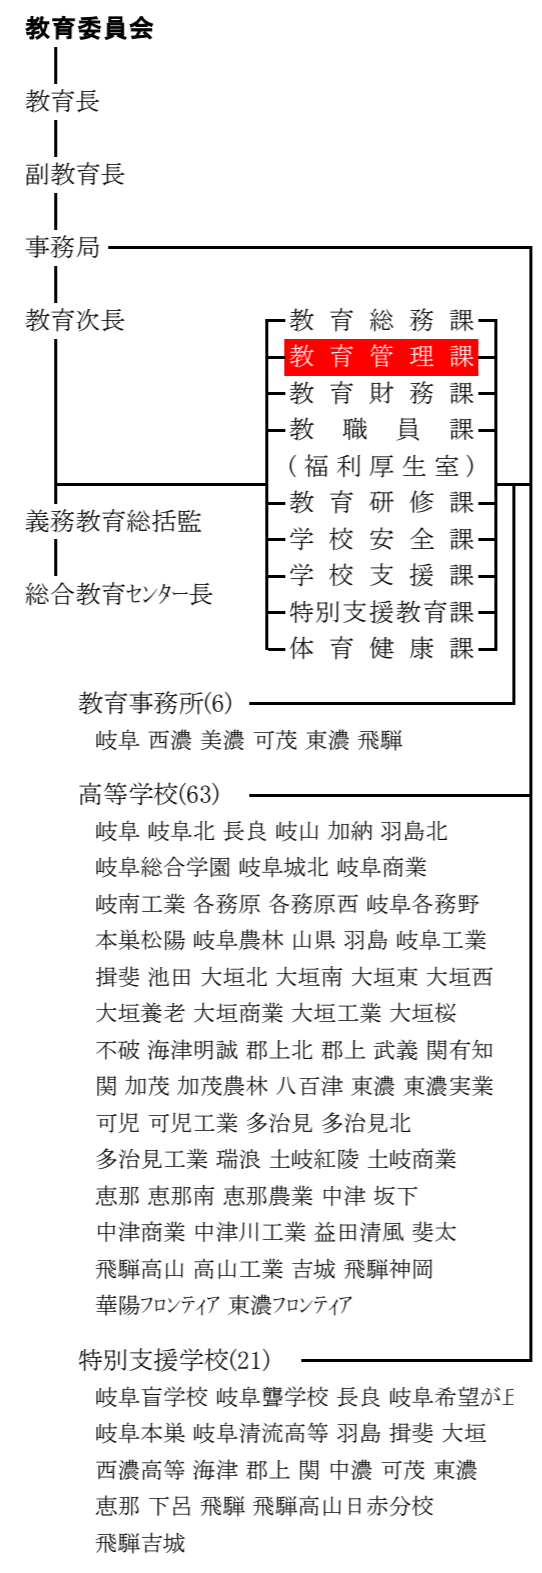 教育委員会
教育長
副教育長
事務局
教育次長
教育総務課
教育管理課
教育財務課
教職員課
(福利厚生室)
教育研修課
学校安全課
学校支援課
特別支援教育課
体育健康課
義務教育総括監
総合教育ｾﾝﾀｰ長
教育事務所(6)
岐阜 西濃 美濃 可茂 東濃 飛騨
高等学校(63)
岐阜 岐阜北 長良 岐山 加納 羽島北
岐阜総合学園 岐阜城北 岐阜商業
岐南工業 各務原 各務原西 岐阜各務野
本巣松陽 岐阜農林 山県 羽島 岐阜工業
揖斐 池田 大垣北 大垣南 大垣東 大垣西
大垣養老 大垣商業 大垣工業 大垣桜
不破 海津明誠 郡上北 郡上 武義 関有知
関 加茂 加茂農林 八百津 東濃 東濃実業
可児 可児工業 多治見 多治見北
多治見工業 瑞浪 土岐紅陵 土岐商業
恵那 恵那南 恵那農業 中津 坂下
中津商業 中津川工業 益田清風 斐太
飛騨高山 高山工業 吉城 飛騨神岡
華陽ﾌﾛﾝﾃｨｱ 東濃ﾌﾛﾝﾃｨｱ
特別支援学校(21)
岐阜盲学校 岐阜聾学校 長良 岐阜希望が
岐阜本巣 岐阜清流高等 羽島 揖斐 大垣
西濃高等 海津 郡上 関 中濃 可茂 東濃
恵那 下呂 飛騨 飛騨高山日赤分校
飛騨吉城